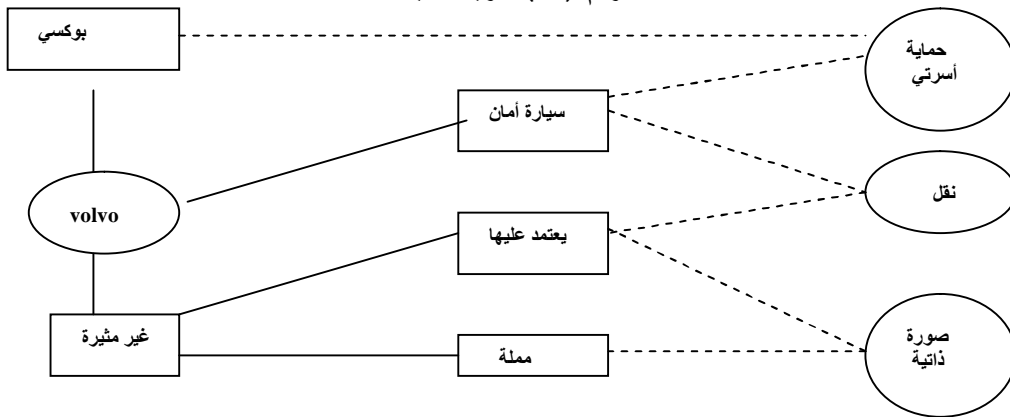 بوكسي
حماية
أسرتي
سيارة أمان
نقل
volvo
يعتمد عليها
غير مثيرة
مملة
صورة
ذاتية